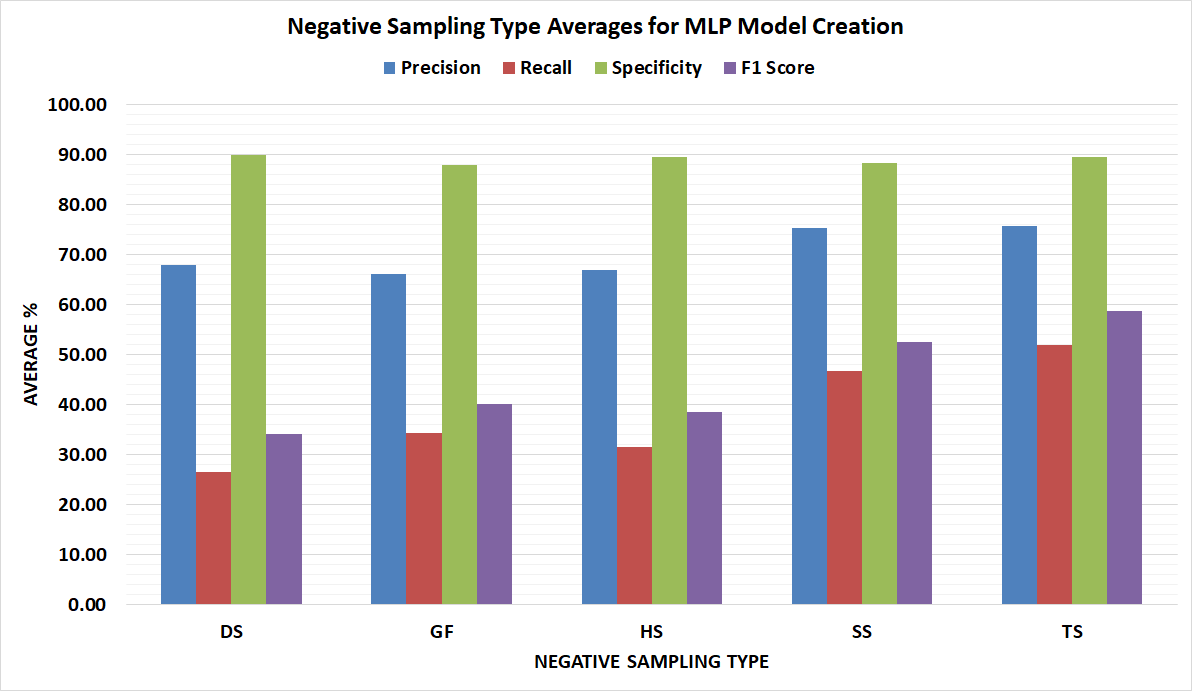 Negative Sampling Type Averages for MLP Model Creation
Precision Recall Specificity F1 Score
100.00
90.00
80.00
70.00
60.00
50.00
40.00
30.00
20.00
10.00
0.00
AVERAGE %
DS GF HS SS TS
NEGATIVE SAMPLING TYPE